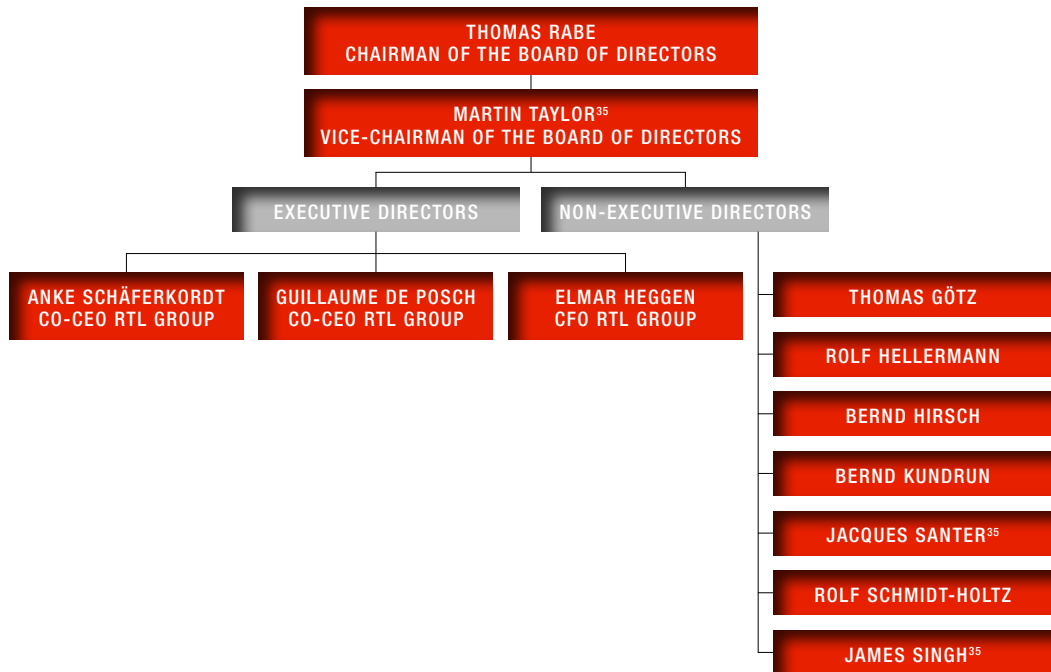 THOMAS RABE
CHAIRMAN OF THE BOARD OF DIRECTORS
MARTIN TAYLOR³⁵
VICE-CHAIRMAN OF THE BOARD OF DIRECTORS
EXECUTIVE DIRECTORS
NON-EXECUTIVE DIRECTORS
ANKE SCHÄFERKORDT
CO-CEO RTL GROUP
GUILLAUME DE POSCH
CO-CEO RTL GROUP
ELMAR HEGGEN
CFO RTL GROUP
THOMAS GÖTZ
ROLF HELLERMANN
BERND HIRSCH
BERND KUNDRUN
JACQUES SANTER³⁵
ROLF SCHMIDT-HOLTZ
JAMES SINGH³⁵